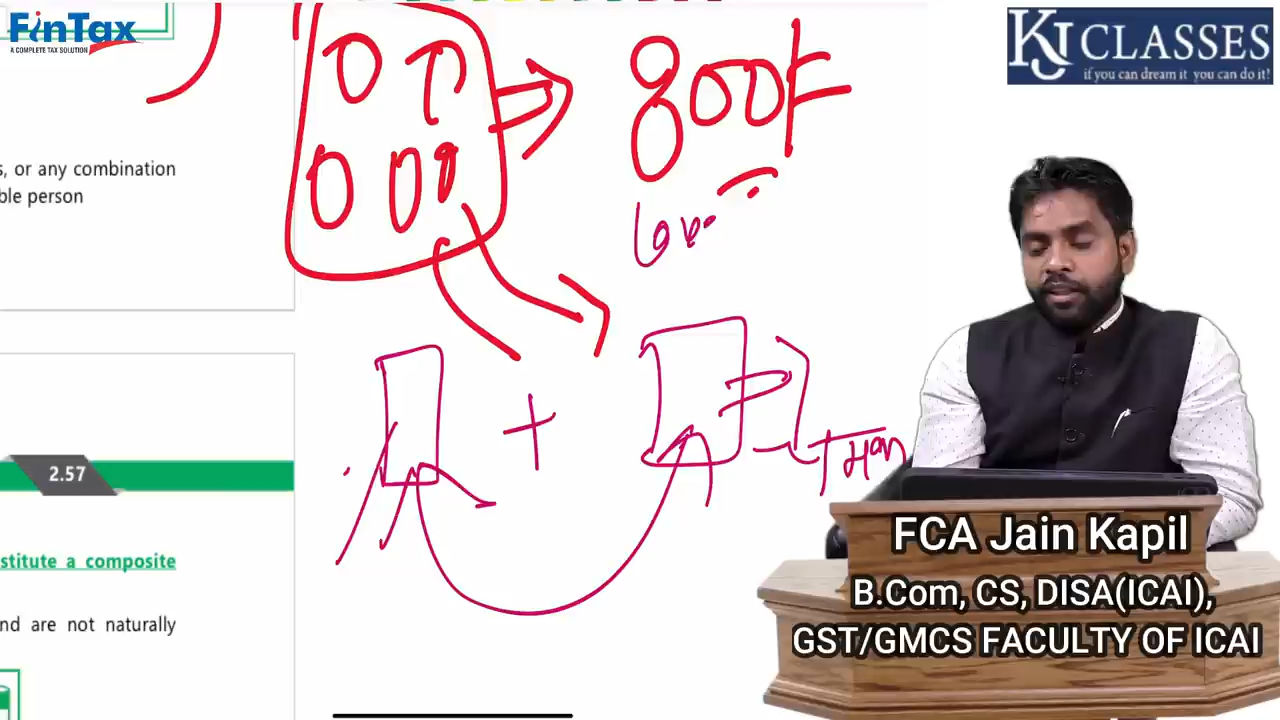 FinTax
A COMPLETE TAX SOLUTION
KJ CLASSES
if you can dream it you can do it!
800F
s, or any combination
ble person
2.57
stitute a composite
nd are not naturally
FCA Jain Kapil
B.Com, CS, DISA(ICAI),
GST/GMCS FACULTY OF ICAI